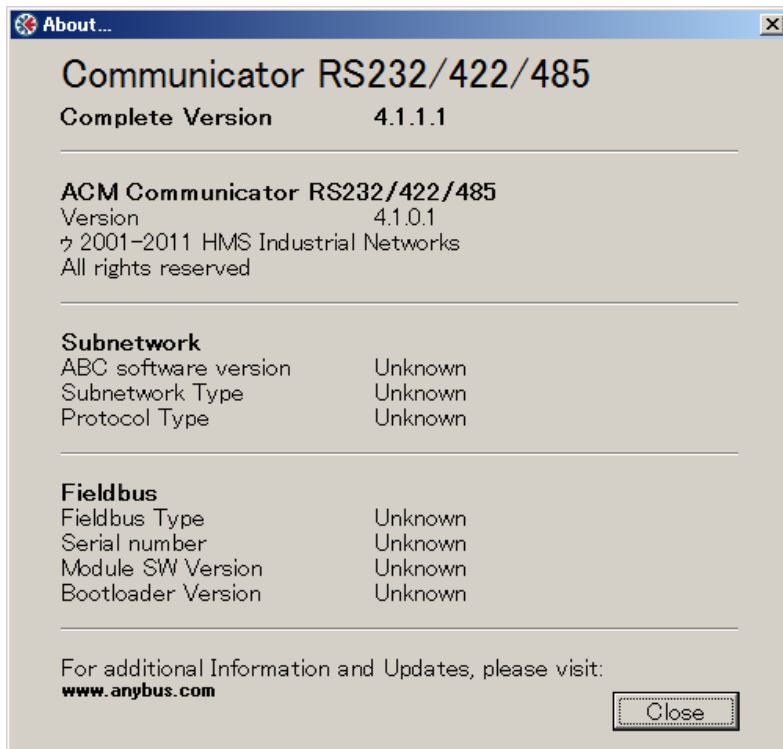 About...
Communicator RS232/422/485
Complete Version 4.1.1.1
ACM Communicator RS232/422/485
Version 4.1.0.1
ゥ 2001-2011 HMS Industrial Networks
All rights reserved
Subnetwork
ABC software version Unknown
Subnetwork Type Unknown
Protocol Type Unknown
Fieldbus
Fieldbus Type Unknown
Serial number Unknown
Module SW Version Unknown
Bootloader Version Unknown
For additional Information and Updates, please visit:
www.anybus.com
Close